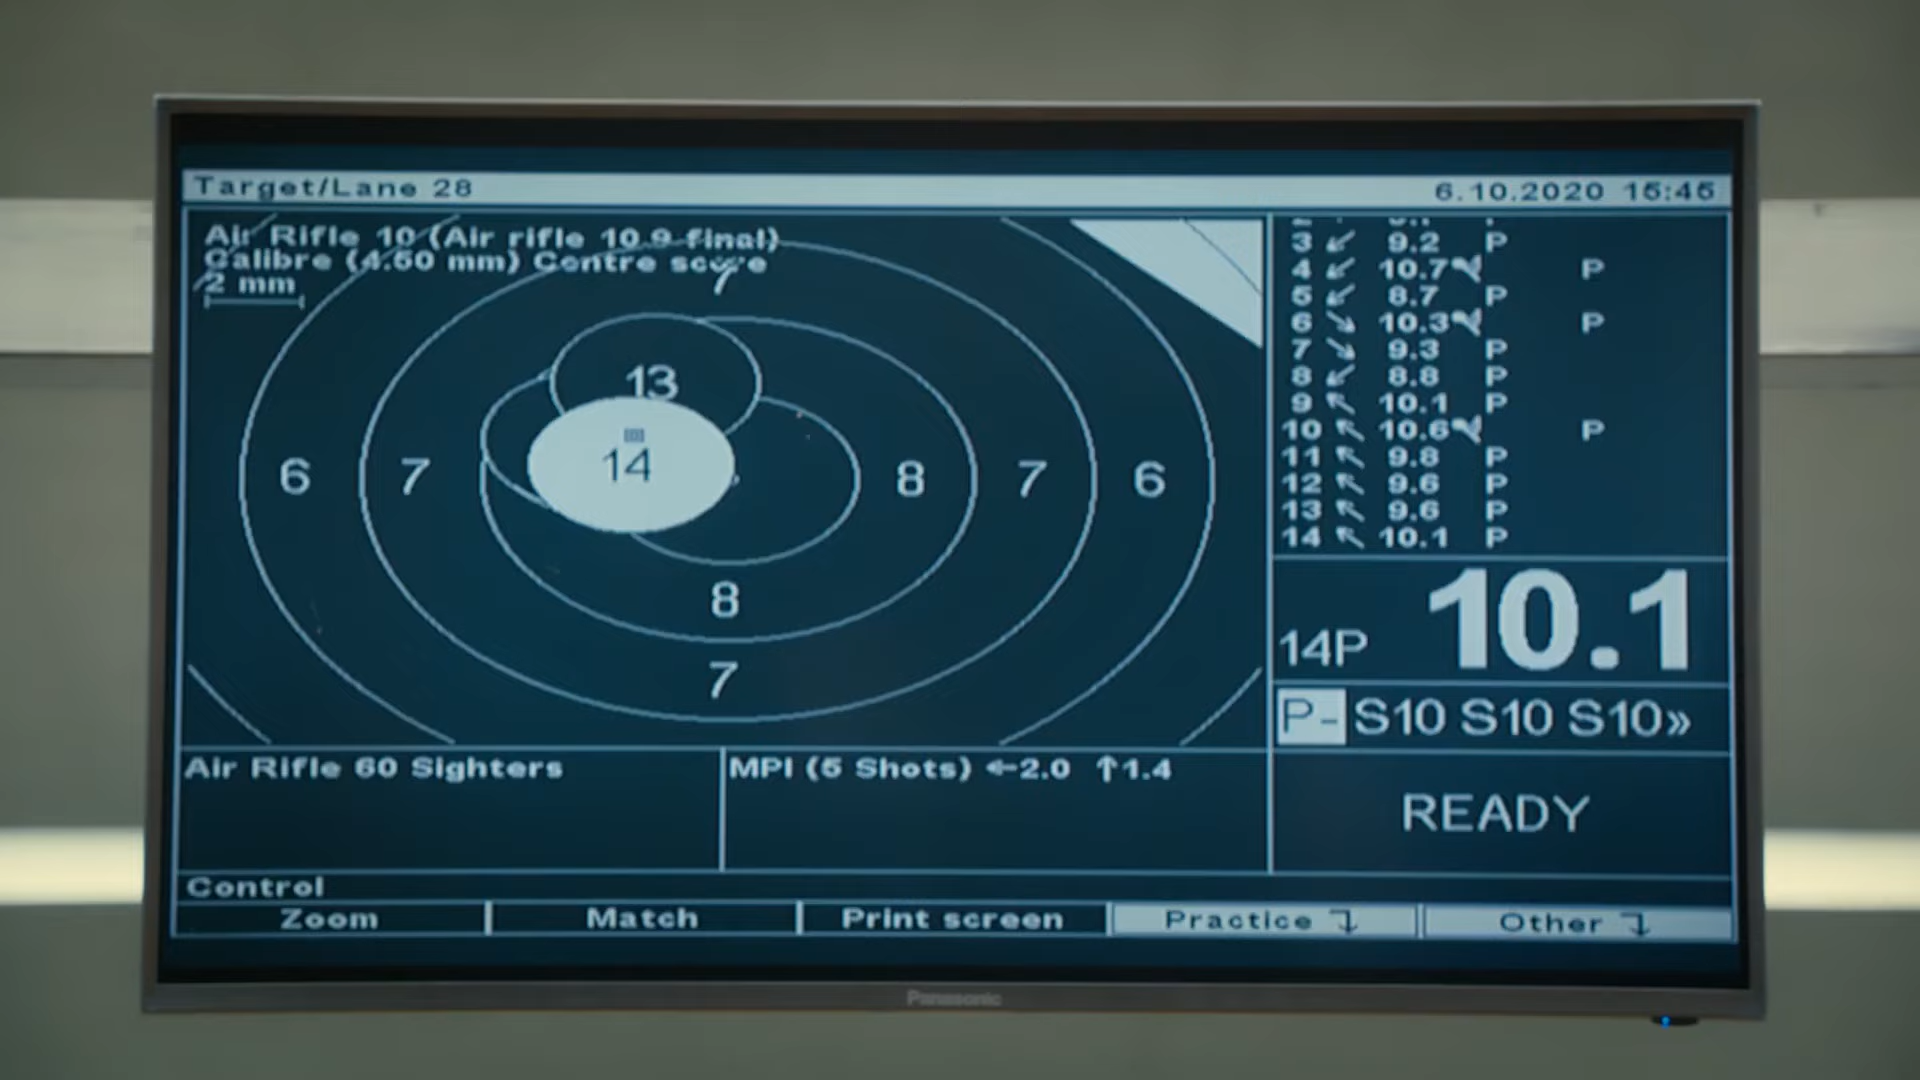 Target/Lane 28
6.10.2020 15:45
Air Rifle 10 (Air rifle 10.9 final)
Calibre (4.50 mm) Centre score
2 mm
7
13
14
6 7 8 7 6
8
7
3 ↙ 9.2 P
4 ↙ 10.7 P
5 ↙ 8.7 P
6 ↘ 10.3 P
7 ↘ 9.3 P
8 ↙ 8.8 P
9 ↖ 10.1 P
10 ↖ 10.6 P
11 ↖ 9.8 P
12 ↖ 9.6 P
13 ↖ 9.6 P
14 ↖ 10.1 P
14P 10.1
P- S10 S10 S10»
Air Rifle 60 Sighters
MPI (5 Shots) ←2.0 ↑1.4
READY
Control
Zoom Match Print screen Practice Other
Panasonic